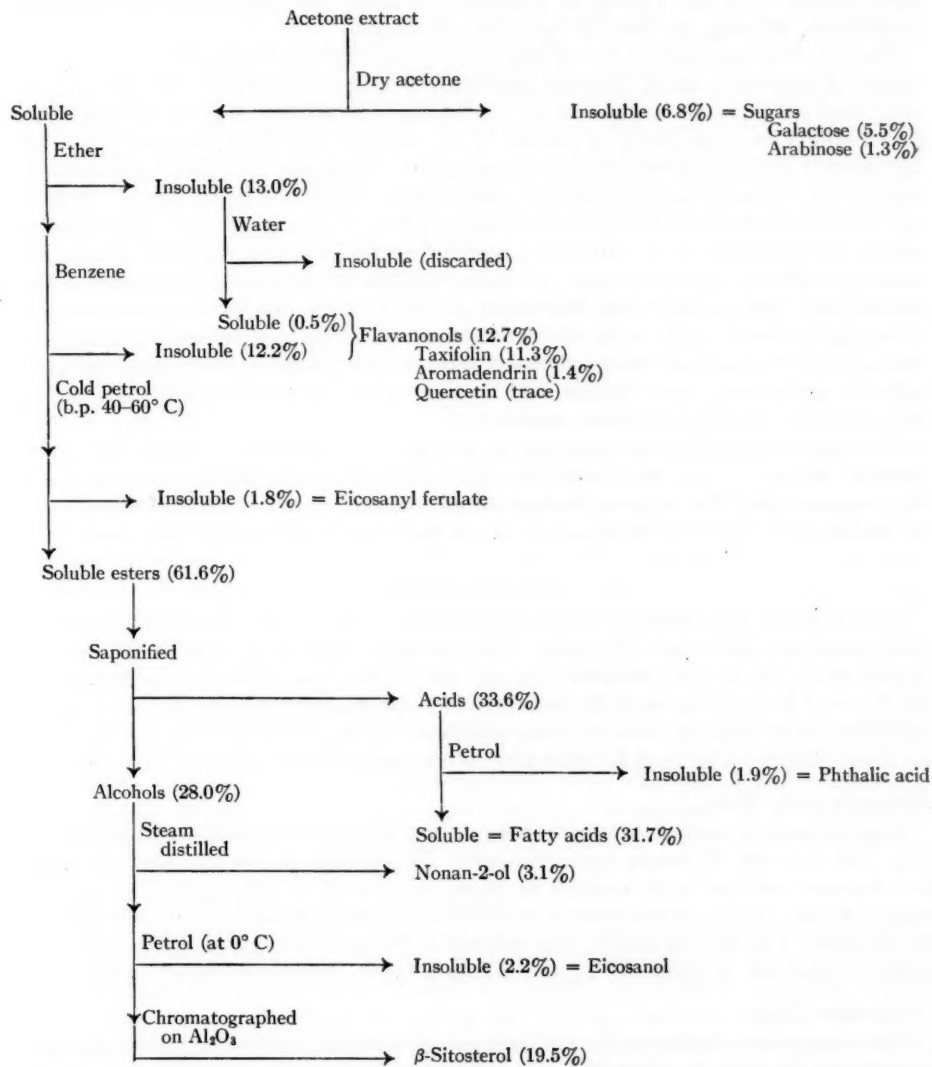 Acetone extract
Dry acetone
Soluble
Insoluble (6.8%) = Sugars
Galactose (5.5%)
Arabinose (1.3%)
Ether
Insoluble (13.0%)
Water
Benzene
Insoluble (discarded)
Soluble (0.5%)
Insoluble (12.2%)
Flavanonols (12.7%)
Taxifolin (11.3%)
Aromadendrin (1.4%)
Quercetin (trace)
Cold petrol
(b.p. 40–60° C)
Insoluble (1.8%) = Eicosanyl ferulate
Soluble esters (61.6%)
Saponified
Acids (33.6%)
Petrol
Insoluble (1.9%) = Phthalic acid
Alcohols (28.0%)
Soluble = Fatty acids (31.7%)
Steam
distilled
Nonan-2-ol (3.1%)
Petrol (at 0° C)
Insoluble (2.2%) = Eicosanol
Chromatographed
on Al₂O₃
β-Sitosterol (19.5%)